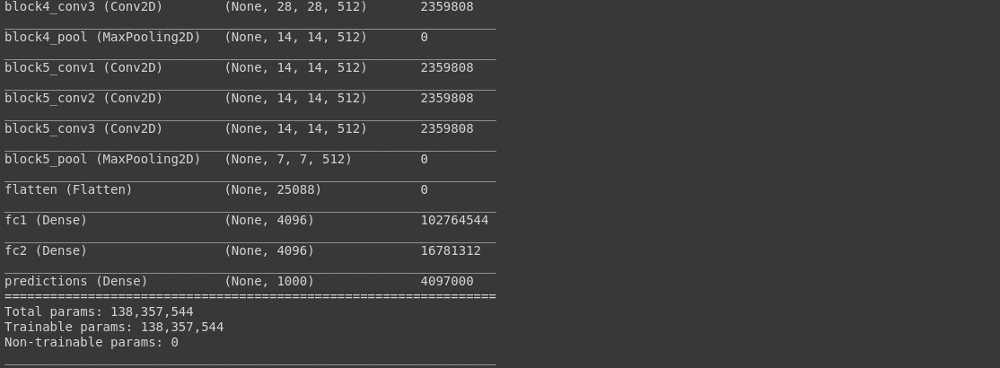 block4_conv3 (Conv2D) (None, 28, 28, 512) 2359808
_________________________________________________________________
block4_pool (MaxPooling2D) (None, 14, 14, 512) 0
_________________________________________________________________
block5_conv1 (Conv2D) (None, 14, 14, 512) 2359808
_________________________________________________________________
block5_conv2 (Conv2D) (None, 14, 14, 512) 2359808
_________________________________________________________________
block5_conv3 (Conv2D) (None, 14, 14, 512) 2359808
_________________________________________________________________
block5_pool (MaxPooling2D) (None, 7, 7, 512) 0
_________________________________________________________________
flatten (Flatten) (None, 25088) 0
_________________________________________________________________
fc1 (Dense) (None, 4096) 102764544
_________________________________________________________________
fc2 (Dense) (None, 4096) 16781312
_________________________________________________________________
predictions (Dense) (None, 1000) 4097000
=================================================================
Total params: 138,357,544
Trainable params: 138,357,544
Non-trainable params: 0
_________________________________________________________________